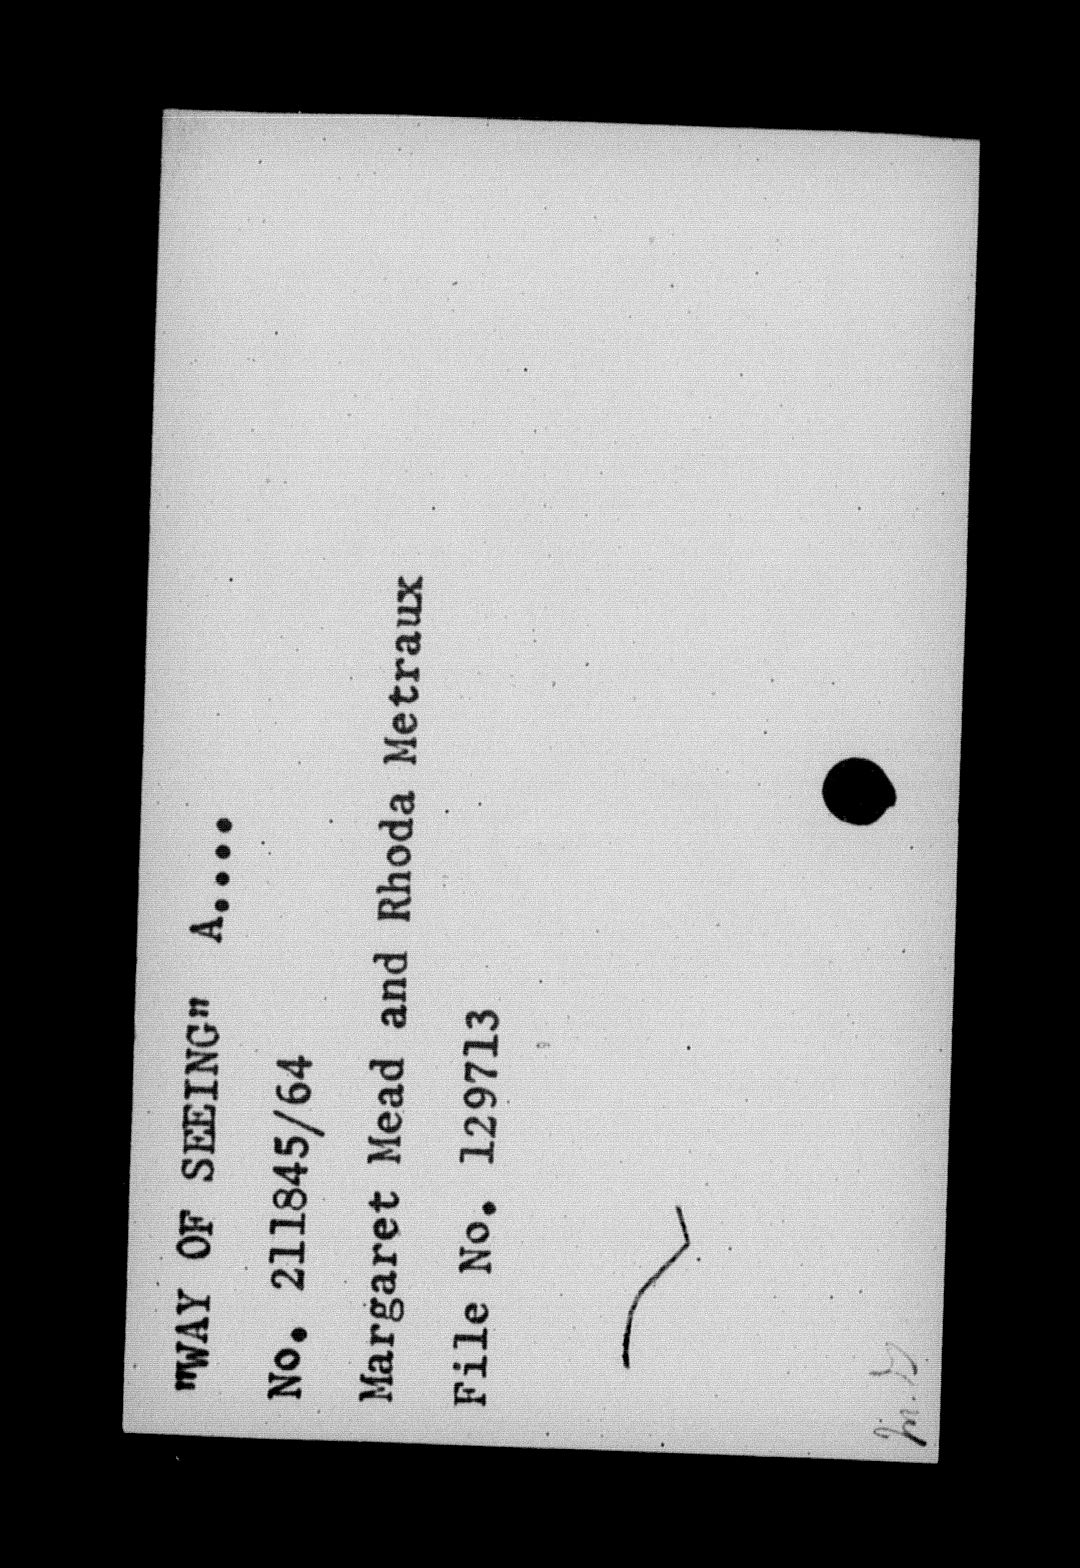 "WAY OF SEEING" A....
No. 211845/64
Margaret Mead and Rhoda Metraux
File No. 129713